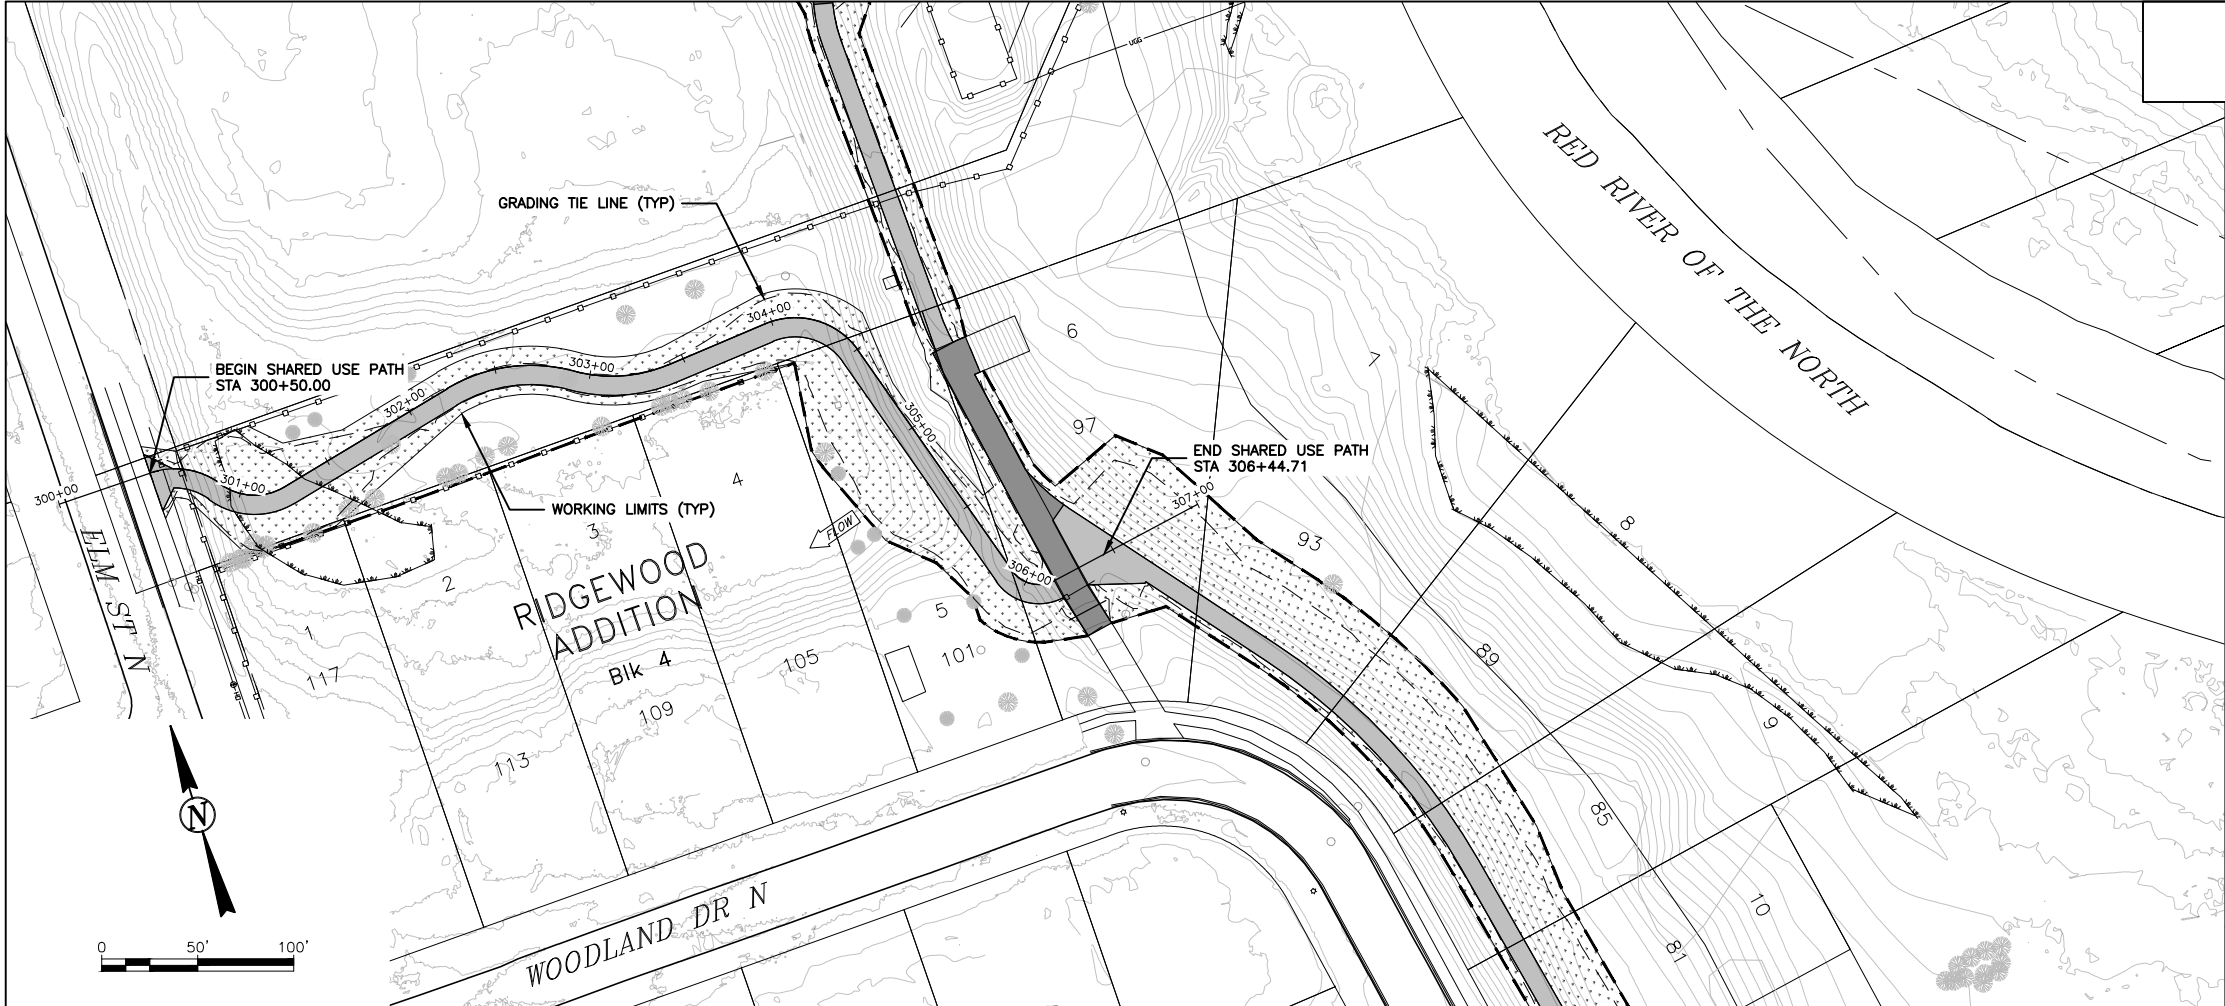 UGG
RED RIVER OF THE NORTH
GRADING TIE LINE (TYP)
304+00
6
7
303+00
BEGIN SHARED USE PATH
STA 300+50.00
302+00
305+00
97
END SHARED USE PATH
STA 306+44.71
301+00
300+00
4
307+00
WORKING LIMITS (TYP)
3
FLOW
8
93
ELM ST N
RIDGEWOOD
ADDITION
Blk 4
306+00
2
5
1
117
105
101
89
109
9
113
85
N
10
81
WOODLAND DR N
0 50' 100'